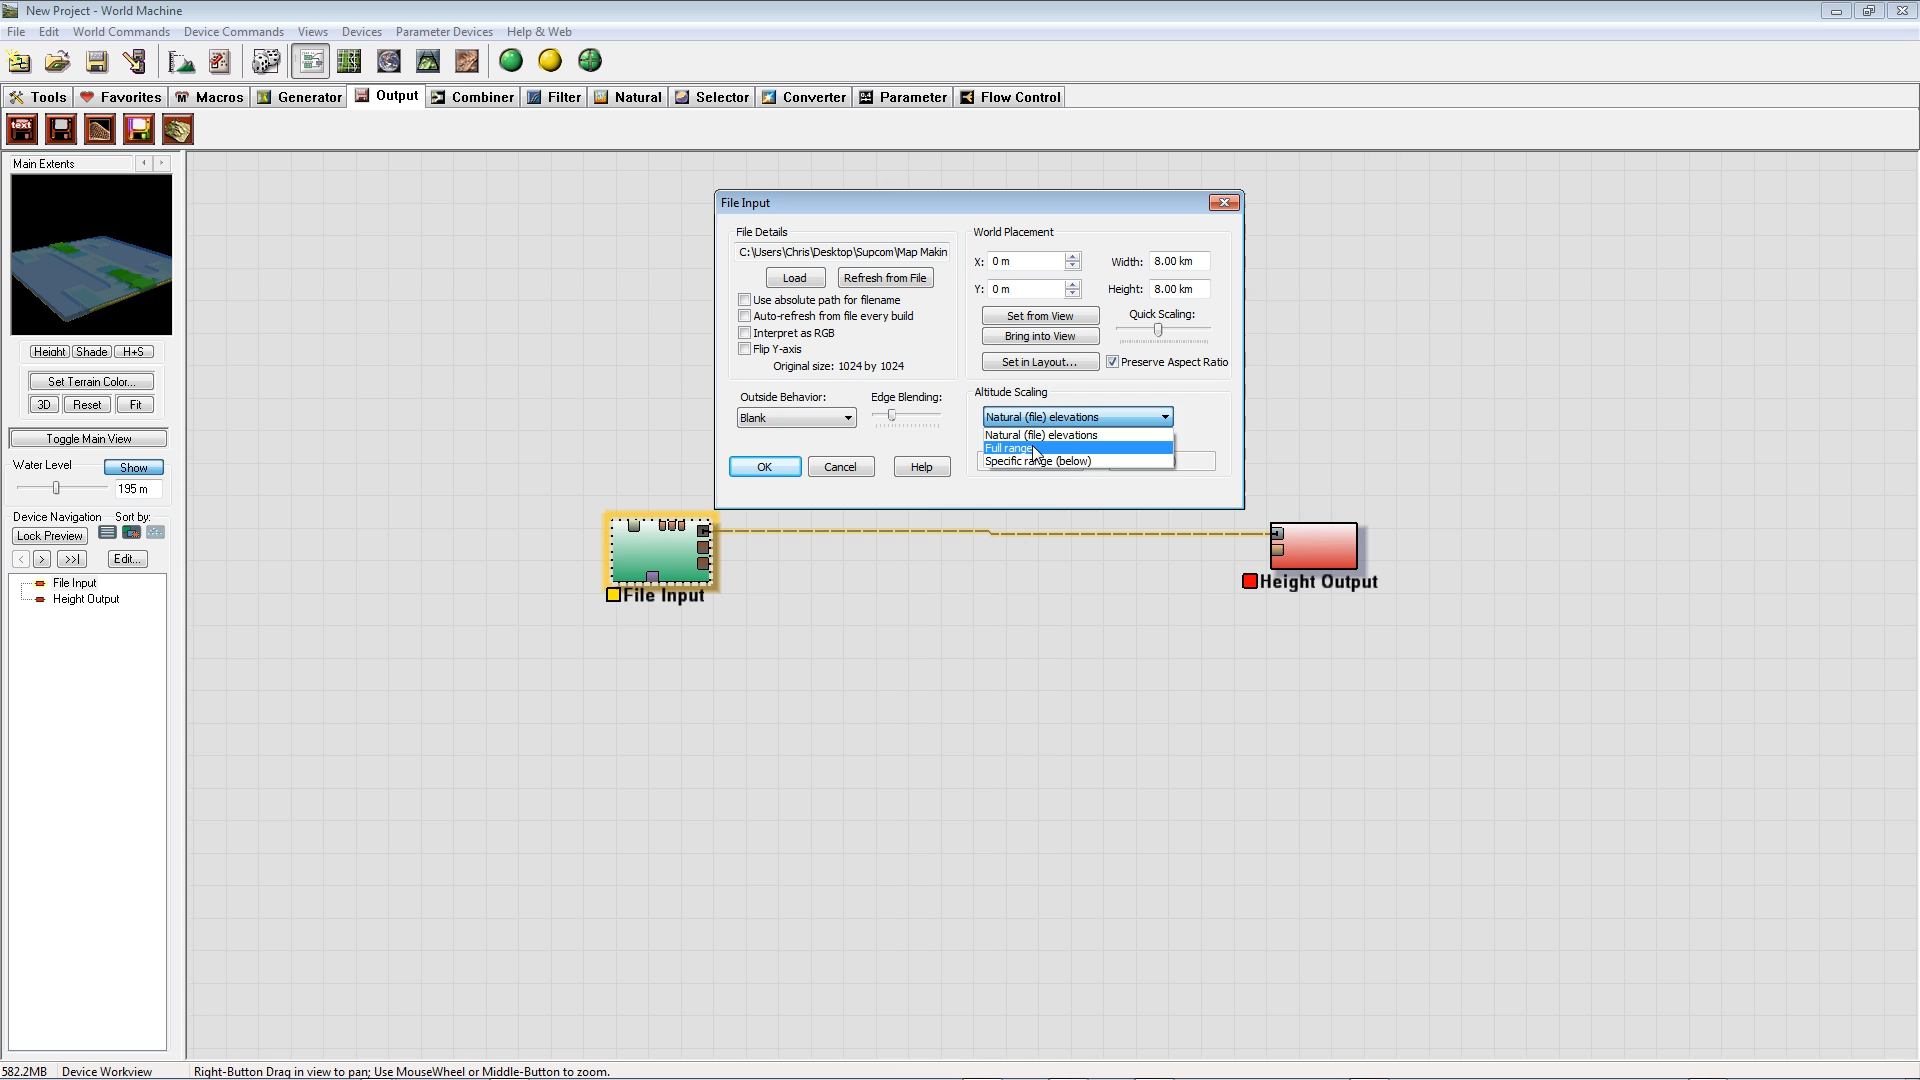 New Project - World Machine
File Edit World Commands Device Commands Views Devices Parameter Devices Help & Web
Tools Favorites Macros Generator Output Combiner Filter Natural Selector Converter Parameter Flow Control
text
Main Extents
Height Shade H+S
Set Terrain Color...
3D Reset Fit
Toggle Main View
Water Level Show
195 m
Device Navigation Sort by:
Lock Preview
< > >>| Edit...
File Input
Height Output
File Input
File Details
C:\Users\Chris\Desktop\Supcom\Map Makin
Load Refresh from File
Use absolute path for filename
Auto-refresh from file every build
Interpret as RGB
Flip Y-axis
Original size: 1024 by 1024
Outside Behavior: Edge Blending:
Blank
OK Cancel Help
World Placement
X: 0 m Width: 8.00 km
Y: 0 m Height: 8.00 km
Set from View Quick Scaling:
Bring into View
Set in Layout... Preserve Aspect Ratio
Altitude Scaling
Natural (file) elevations
Natural (file) elevations
Full range
Specific range (below)
File Input
Height Output
582.2MB Device Workview Right-Button Drag in view to pan; Use MouseWheel or Middle-Button to zoom.